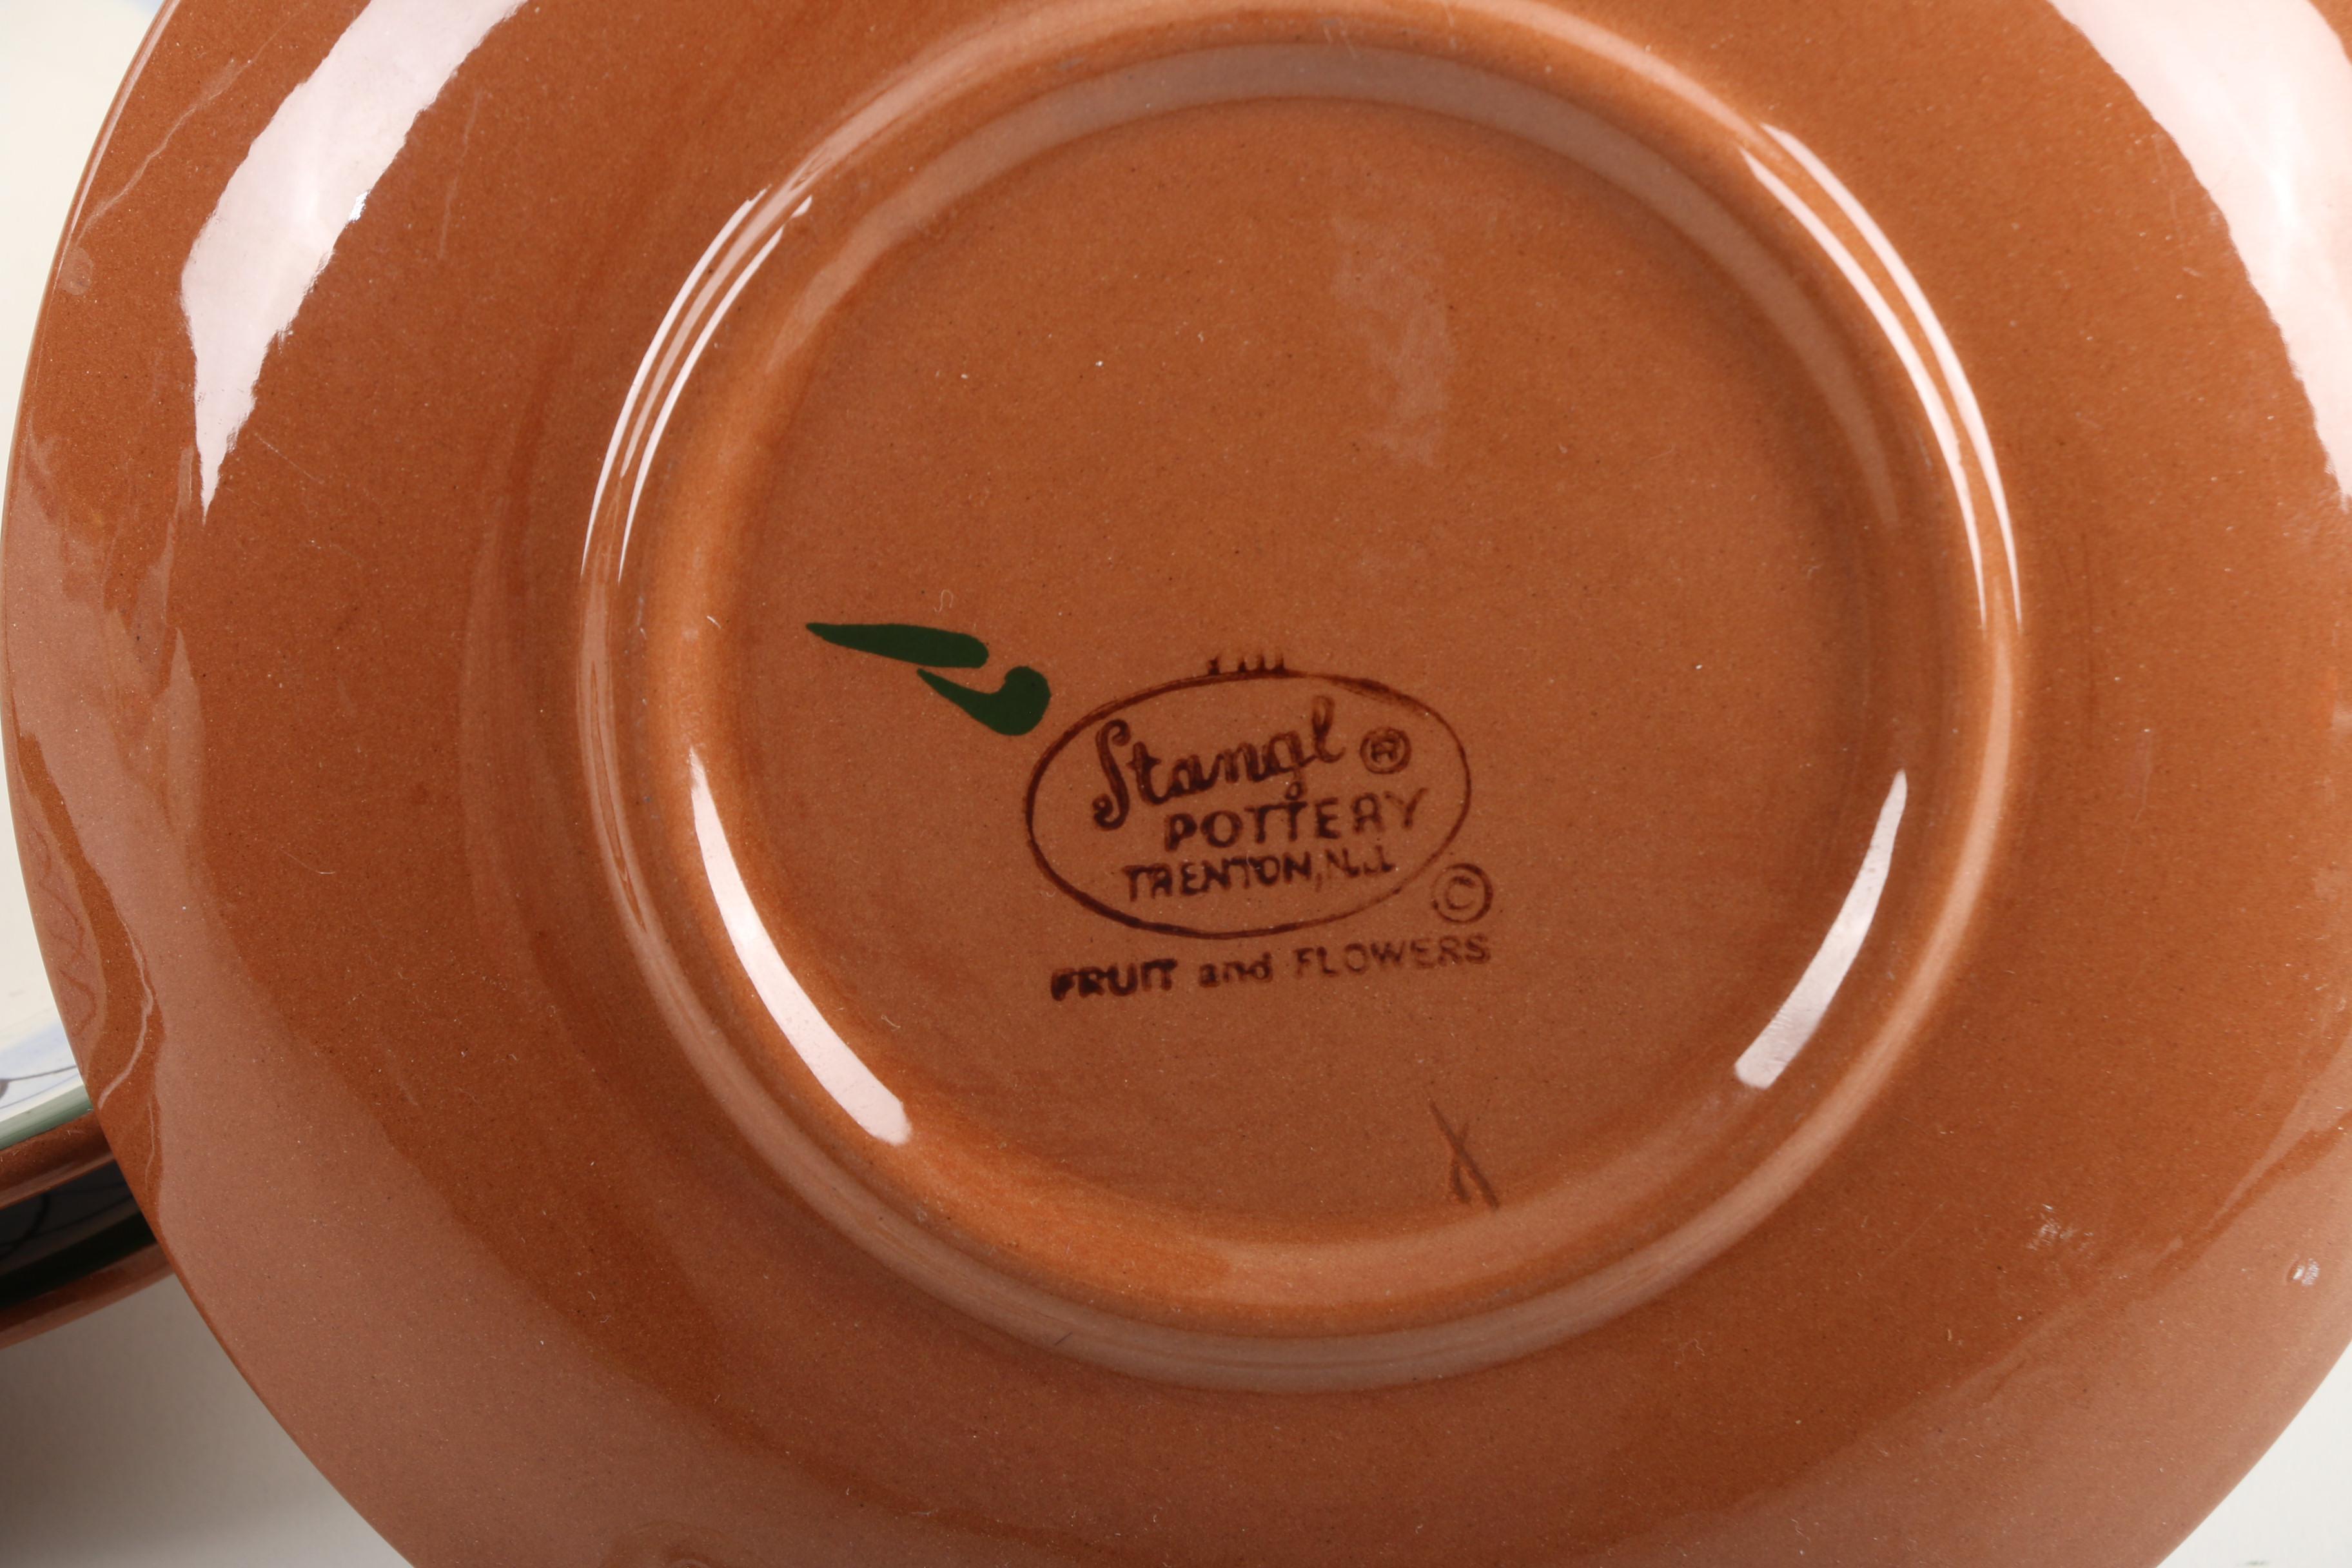 Stangl ®
POTTERY
TRENTON, N.J.
©
FRUIT and FLOWERS